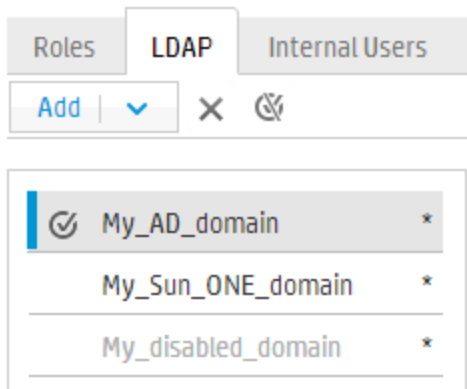 Roles LDAP Internal Users
Add
My_AD_domain *
My_Sun_ONE_domain *
My_disabled_domain *